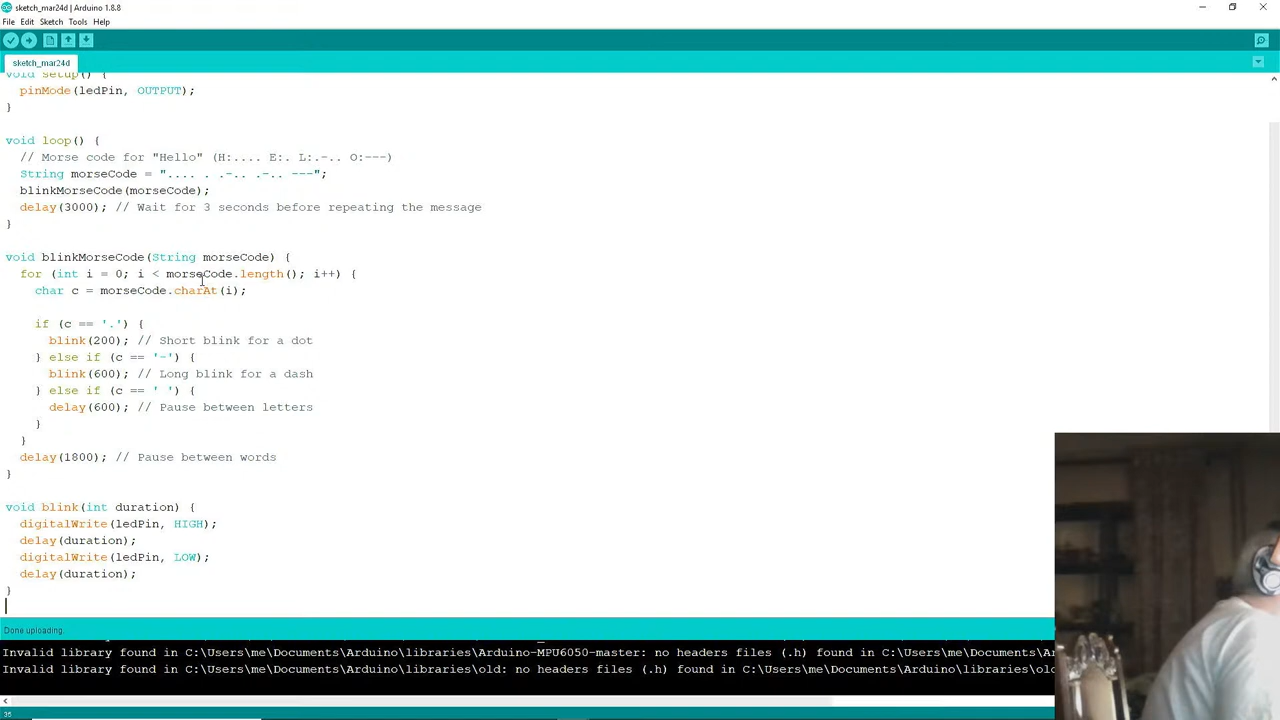 sketch_mar24d | Arduino 1.8.8
File Edit Sketch Tools Help
sketch_mar24d
void setup() {
pinMode(ledPin, OUTPUT);
}
void loop() {
// Morse code for "Hello" (H:.... E:. L:.-.. O:---)
String morseCode = ".... . .-.. .-.. ---";
blinkMorseCode(morseCode);
delay(3000); // Wait for 3 seconds before repeating the message
}
void blinkMorseCode(String morseCode) {
for (int i = 0; i < morseCode.length(); i++) {
char c = morseCode.charAt(i);
if (c == '.') {
blink(200); // Short blink for a dot
} else if (c == '-') {
blink(600); // Long blink for a dash
} else if (c == ' ') {
delay(600); // Pause between letters
}
}
delay(1800); // Pause between words
}
void blink(int duration) {
digitalWrite(ledPin, HIGH);
delay(duration);
digitalWrite(ledPin, LOW);
delay(duration);
}
Done uploading.
Invalid library found in C:\Users\me\Documents\Arduino\libraries\Arduino-MPU6050-master: no headers files (.h) found in C:\Users\me\Documents\Ar
Invalid library found in C:\Users\me\Documents\Arduino\libraries\old: no headers files (.h) found in C:\Users\me\Documents\Arduino\libraries\old